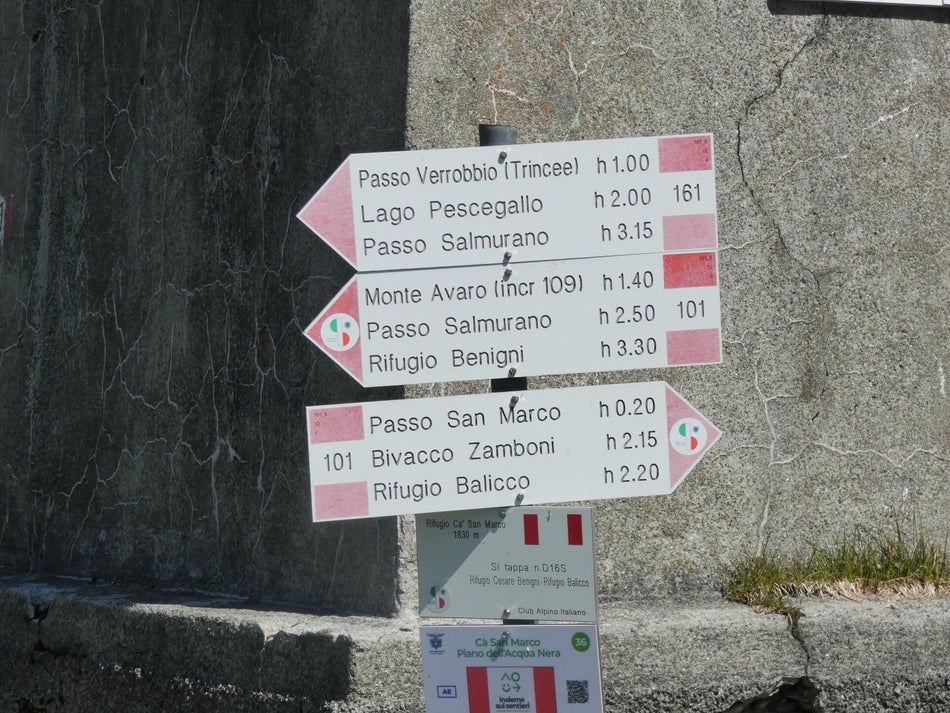 Passo Verrobbio (Trincee) h 1.00
Lago Pescegallo h 2.00 161
Passo Salmurano h 3.15
Monte Avaro (incr 109) h 1.40
Passo Salmurano h 2.50 101
Rifugio Benigni h 3.30
Passo San Marco h 0.20
101 Bivacco Zamboni h 2.15
Rifugio Balicco h 2.20
Rifugio Ca' San Marco
1830 m
SI tappa n.D16S
Rifugio Cesare Benigni-Rifugio Balicco
Club Alpino Italiano
Cà San Marco 36
Piano dell'Acqua Nera
AE
Insieme
sui sentieri